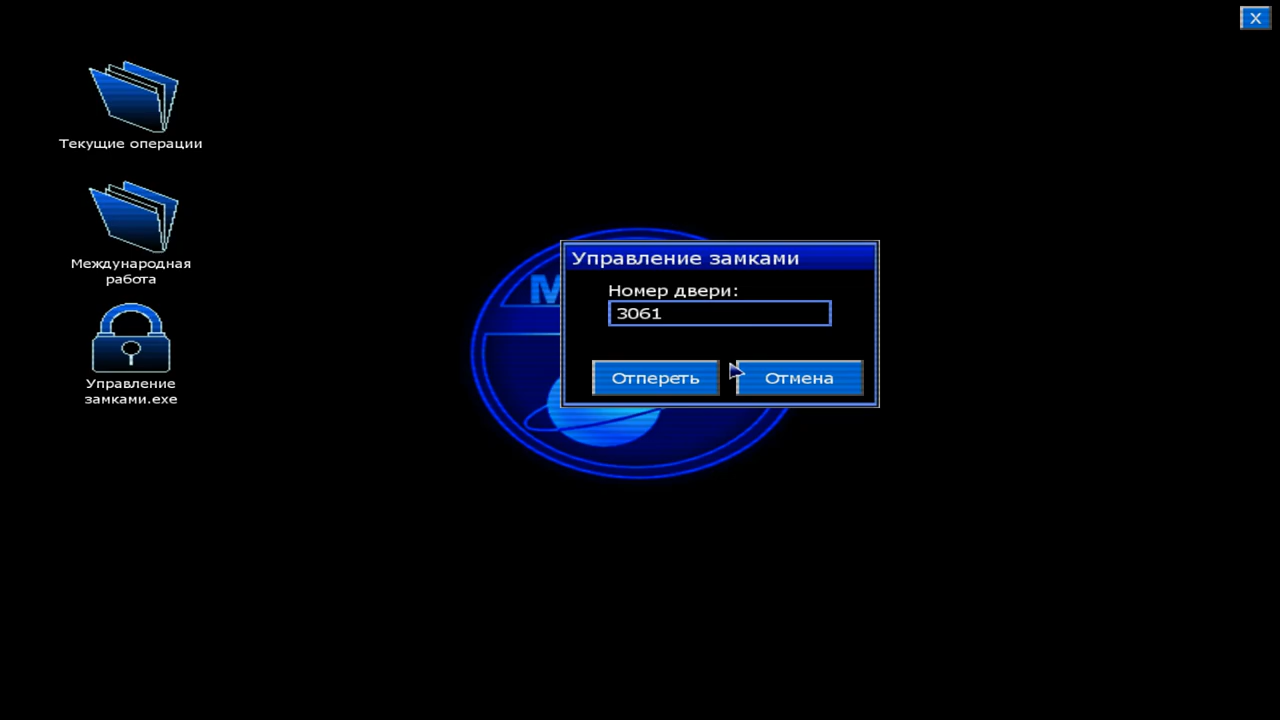 X
Текущие операции
Международная
работа
Управление
замками.exe
М
Управление замками
Номер двери:
3061
Отпереть
Отмена